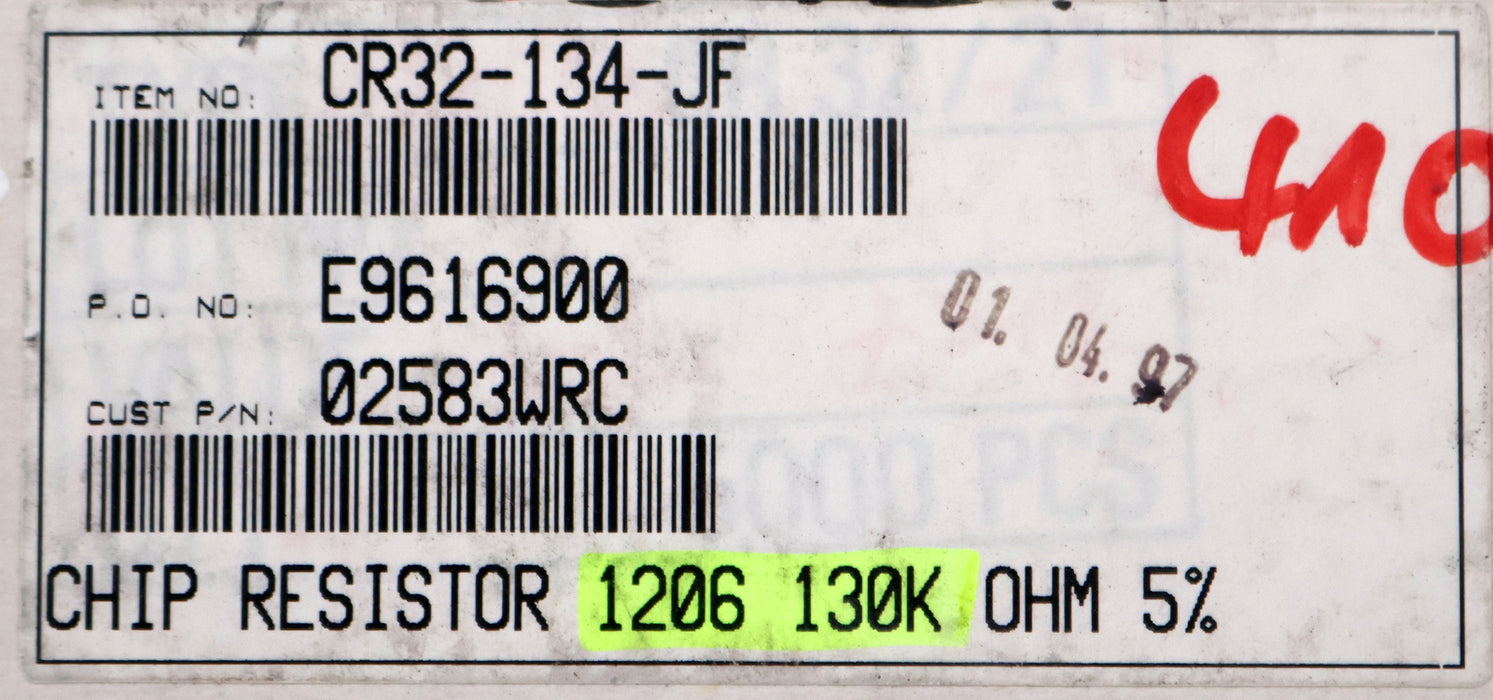 ITEM NO: CR32-134-JF
P.O. NO: E9616900
01. 04. 97
CUST P/N: 02583WRC
CHIP RESISTOR 1206 130K OHM 5%